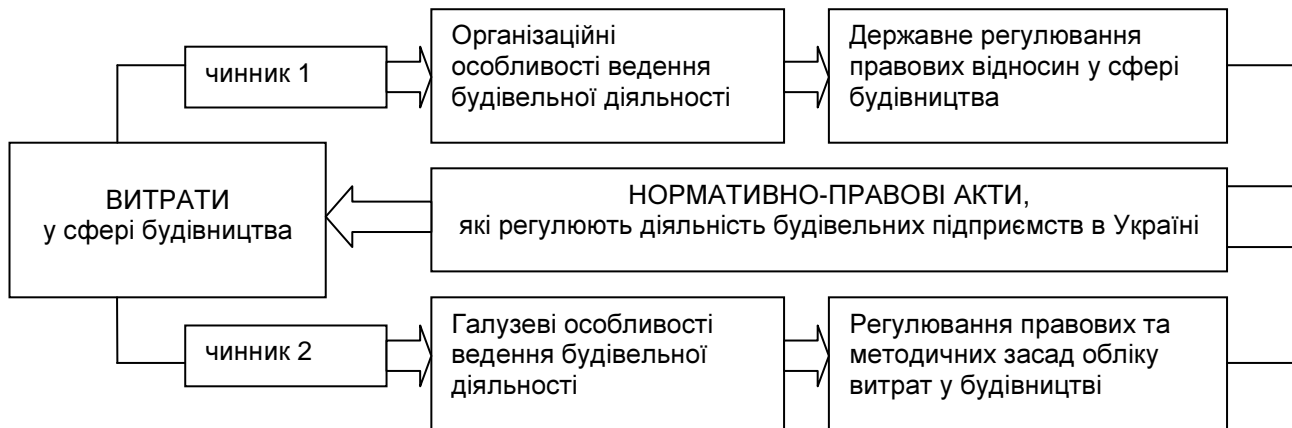 чинник 1
Організаційні
особливості ведення
будівельної діяльності
Державне регулювання
правових відносин у сфері
будівництва
ВИТРАТИ
у сфері будівництва
НОРМАТИВНО-ПРАВОВІ АКТИ,
які регулюють діяльність будівельних підприємств в Україні
чинник 2
Галузеві особливості
ведення будівельної
діяльності
Регулювання правових та
методичних засад обліку
витрат у будівництві